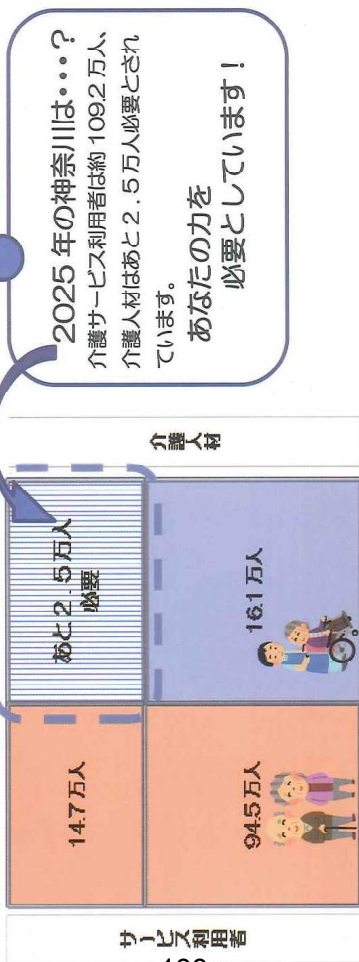 2025年の神奈川は・・・?
介護サービス利用者は約109.2万人、
介護人材はあと2.5万人必要とされ
ています。
あなたの力を
必要としています!
介護人材
あと2.5万人
必要
16.1万人
14.7万人
94.5万人
サービス利用者